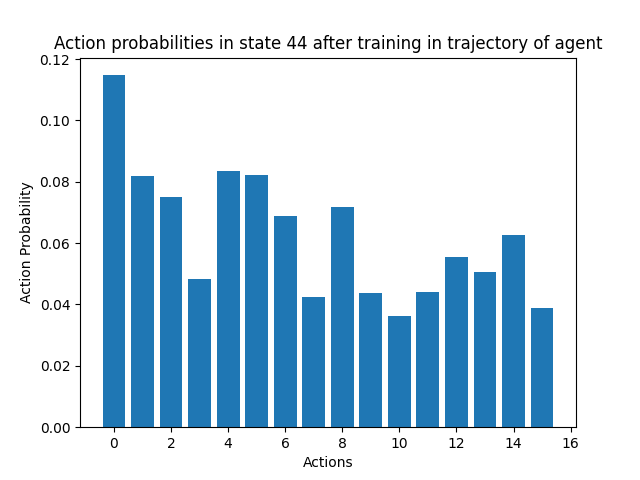 Action probabilities in state 44 after training in trajectory of agent
0.12
0.10
0.08
0.06
0.04
0.02
0.00
Action Probability
0 2 4 6 8 10 12 14 16
Actions